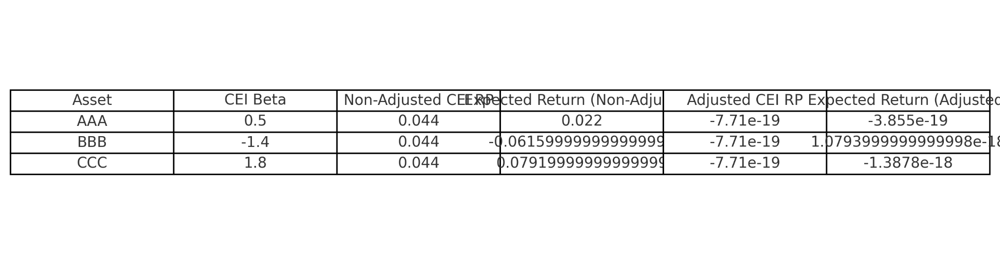 Asset CEI Beta Non-Adjusted CEI RP Expected Return (Non-Adju Adjusted CEI RP Expected Return (Adjusted
AAA 0.5 0.044 0.022 -7.71e-19 -3.855e-19
BBB -1.4 0.044 -0.06159999999999999 -7.71e-19 1.0793999999999998e-18
CCC 1.8 0.044 0.07919999999999999 -7.71e-19 -1.3878e-18